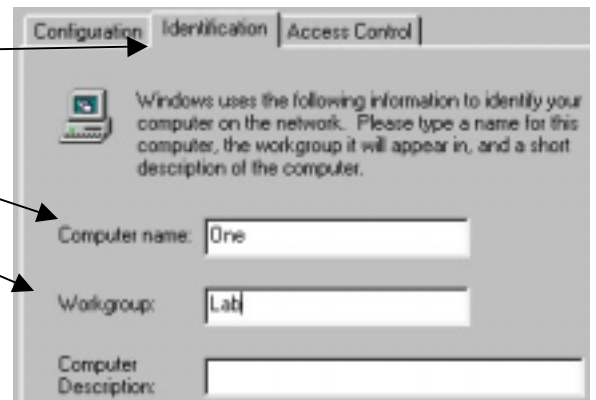 Configuration Identification Access Control
Windows uses the following information to identify your
computer on the network. Please type a name for this
computer, the workgroup it will appear in, and a short
description of the computer.
Computer name: One
Workgroup: Lab
Computer
Description: